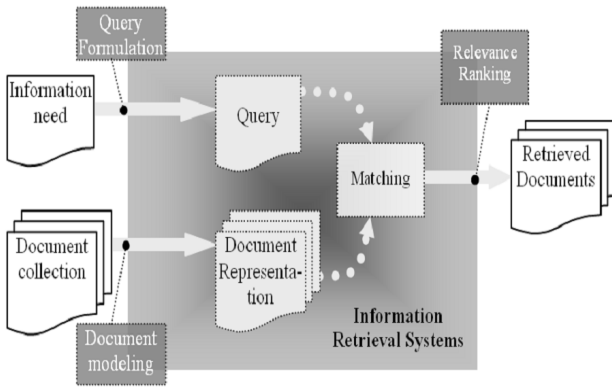 Query
Formulation
Information
need
Query
Relevance
Ranking
Matching
Retrieved
Documents
Document
collection
Document
Representa-
tion
Document
modeling
Information
Retrieval Systems